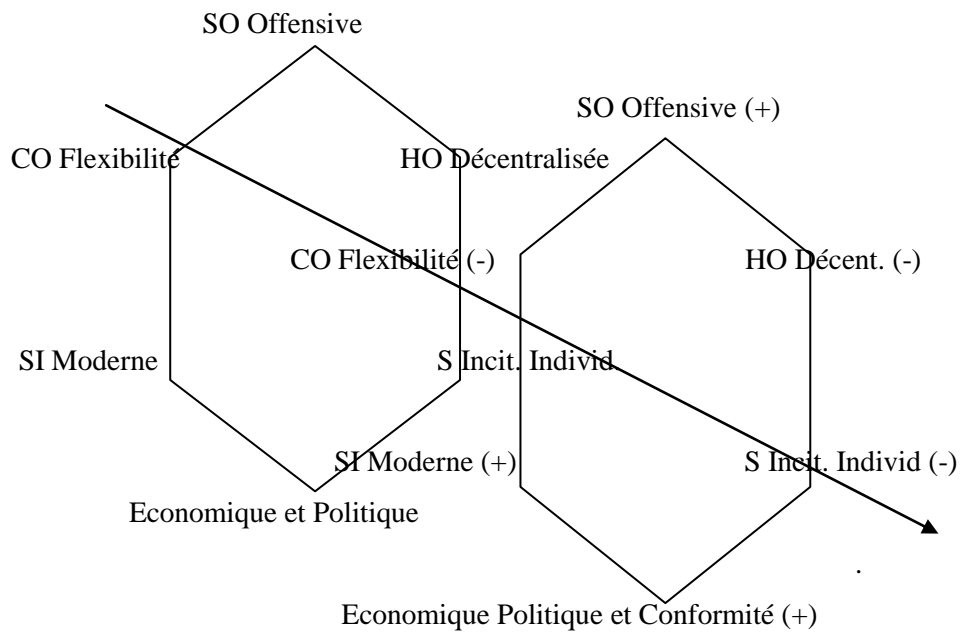 SO Offensive
SO Offensive (+)
CO Flexibilité
HO Décentralisée
CO Flexibilité (-)
HO Décent. (-)
SI Moderne
S Incit. Individ.
SI Moderne (+)
S Incit. Individ (-)
Economique et Politique
.
Economique Politique et Conformité (+)